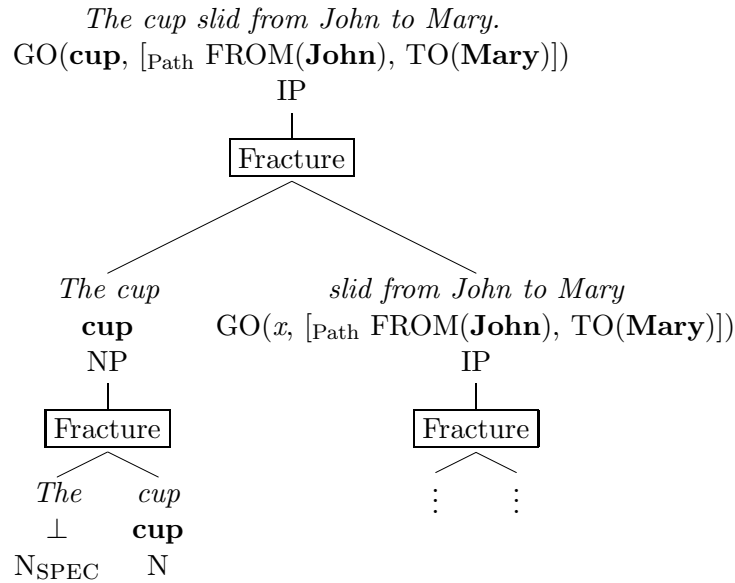 The cup slid from John to Mary.
GO(cup, [Path FROM(John), TO(Mary)])
IP
Fracture
The cup
cup
NP
slid from John to Mary
GO(x, [Path FROM(John), TO(Mary)])
IP
Fracture
Fracture
The
⊥
NSPEC
cup
cup
N
⋮
⋮